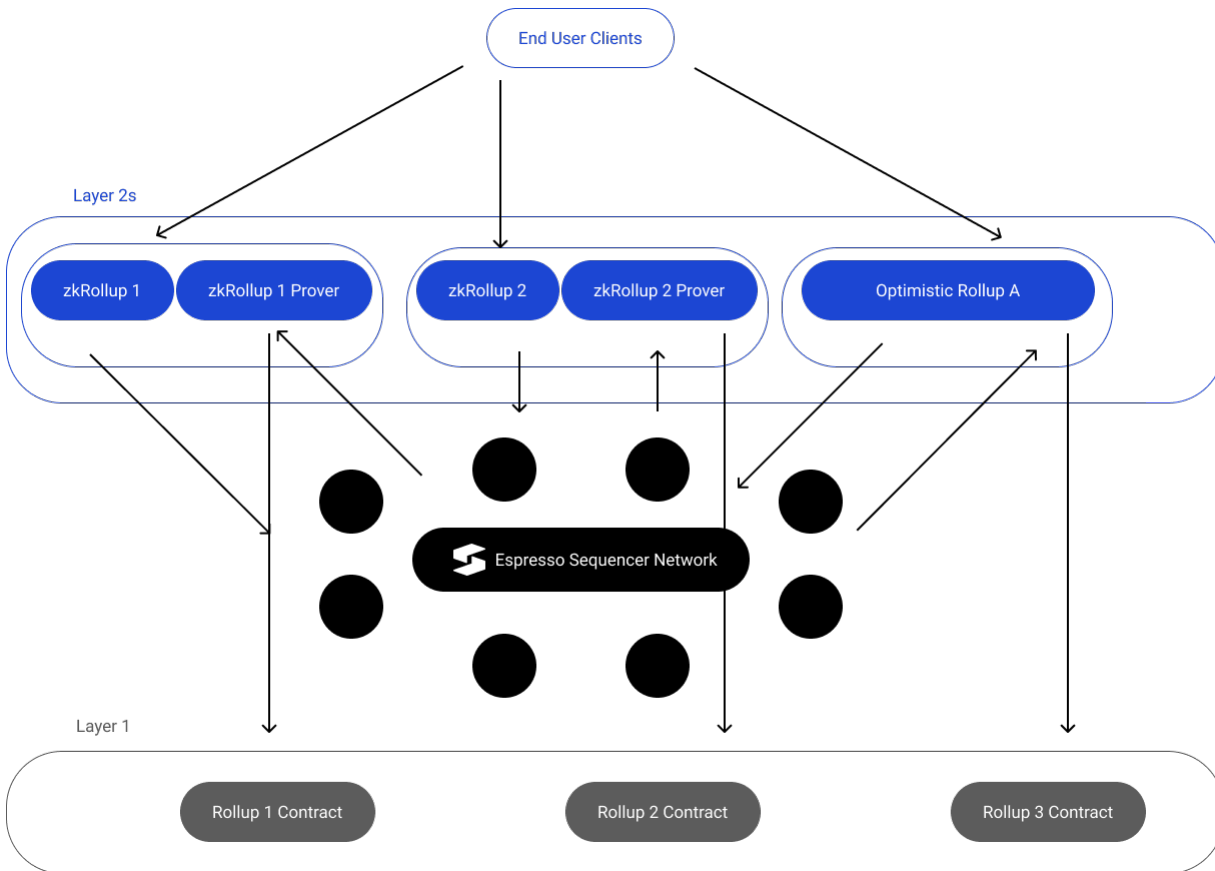 End User Clients
Layer 2s
zkRollup 1
zkRollup 1 Prover
zkRollup 2
zkRollup 2 Prover
Optimistic Rollup A
Espresso Sequencer Network
Layer 1
Rollup 1 Contract
Rollup 2 Contract
Rollup 3 Contract